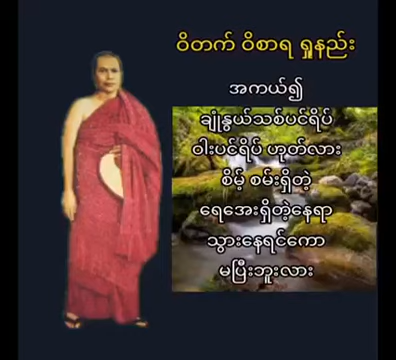 ဝိတက် ဝိစာရ ရှုနည်း
အကယ်၍
ချုံနွယ်သစ်ပင်ရိပ်
ဝါးပင်ရိပ် ဟုတ်လား
စိမ့် စမ်းရှိတဲ့
ရေအေးရှိတဲ့နေရာ
သွားနေရင်ကော
မပြီးဘူးလား